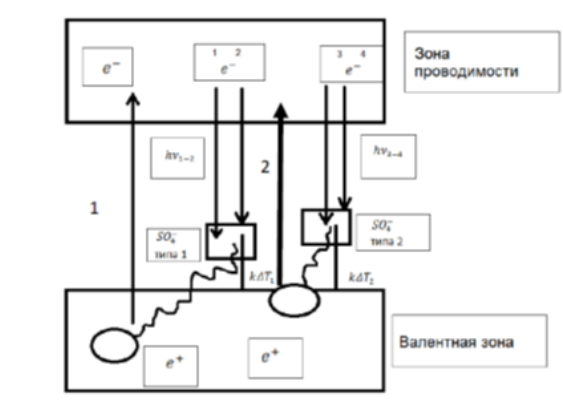 Зона
проводимости
e⁻
1 2
e⁻
3 4
e⁻
hν₁₋₂
2
hν₃₋₄
1
SO₄⁻
типа 1
SO₄⁻
типа 2
kΔT₁
kΔT₂
Валентная зона
e⁺
e⁺